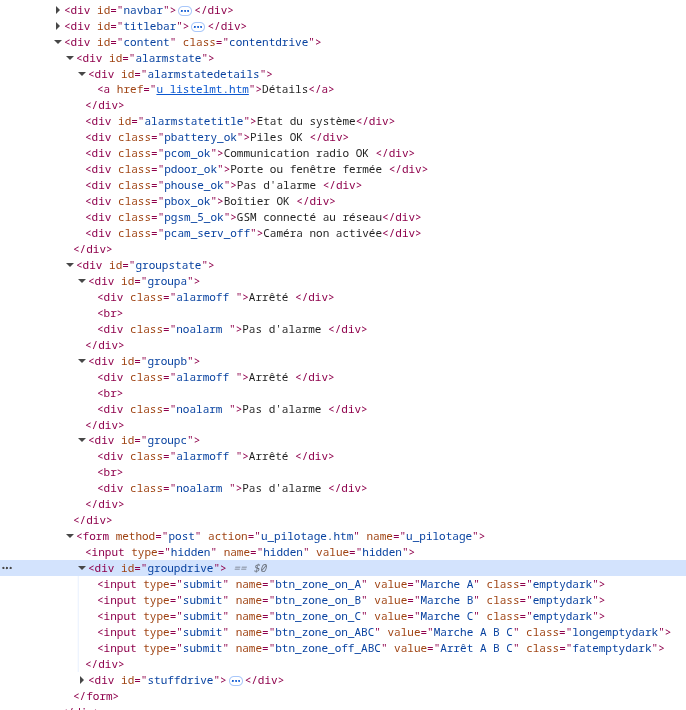 <div id="navbar">…</div>
<div id="titlebar">…</div>
<div id="content" class="contentdrive">
<div id="alarmstate">
<div id="alarmstatedetails">
<a href="u_listelmt.htm">Détails</a>
</div>
<div id="alarmstatetitle">Etat du système</div>
<div class="pbattery_ok">Piles OK </div>
<div class="pcom_ok">Communication radio OK </div>
<div class="pdoor_ok">Porte ou fenêtre fermée </div>
<div class="phouse_ok">Pas d'alarme </div>
<div class="pbox_ok">Boîtier OK </div>
<div class="pgsm_5_ok">GSM connecté au réseau</div>
<div class="pcam_serv_off">Caméra non activée</div>
</div>
<div id="groupstate">
<div id="groupa">
<div class="alarmoff ">Arrêté </div>
<br>
<div class="noalarm ">Pas d'alarme </div>
</div>
<div id="groupb">
<div class="alarmoff ">Arrêté </div>
<br>
<div class="noalarm ">Pas d'alarme </div>
</div>
<div id="groupc">
<div class="alarmoff ">Arrêté </div>
<br>
<div class="noalarm ">Pas d'alarme </div>
</div>
</div>
<form method="post" action="u_pilotage.htm" name="u_pilotage">
<input type="hidden" name="hidden" value="hidden">
… <div id="groupdrive"> == $0
<input type="submit" name="btn_zone_on_A" value="Marche A" class="emptydark">
<input type="submit" name="btn_zone_on_B" value="Marche B" class="emptydark">
<input type="submit" name="btn_zone_on_C" value="Marche C" class="emptydark">
<input type="submit" name="btn_zone_on_ABC" value="Marche A B C" class="longemptydark">
<input type="submit" name="btn_zone_off_ABC" value="Arrêt A B C" class="fatemptydark">
</div>
<div id="stuffdrive">…</div>
</form>